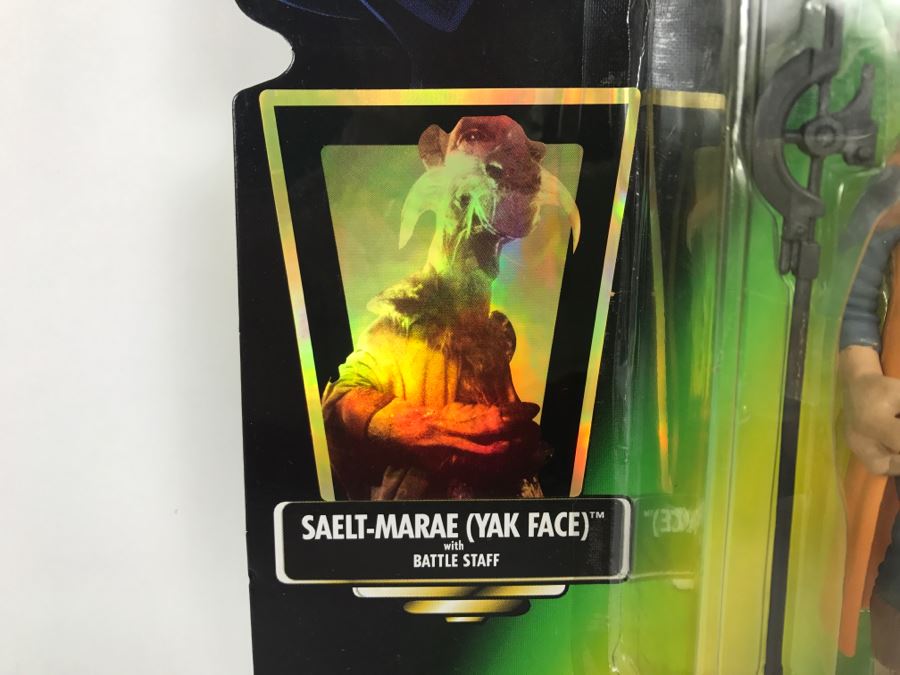 SAELT-MARAE (YAK FACE)™
with
BATTLE STAFF